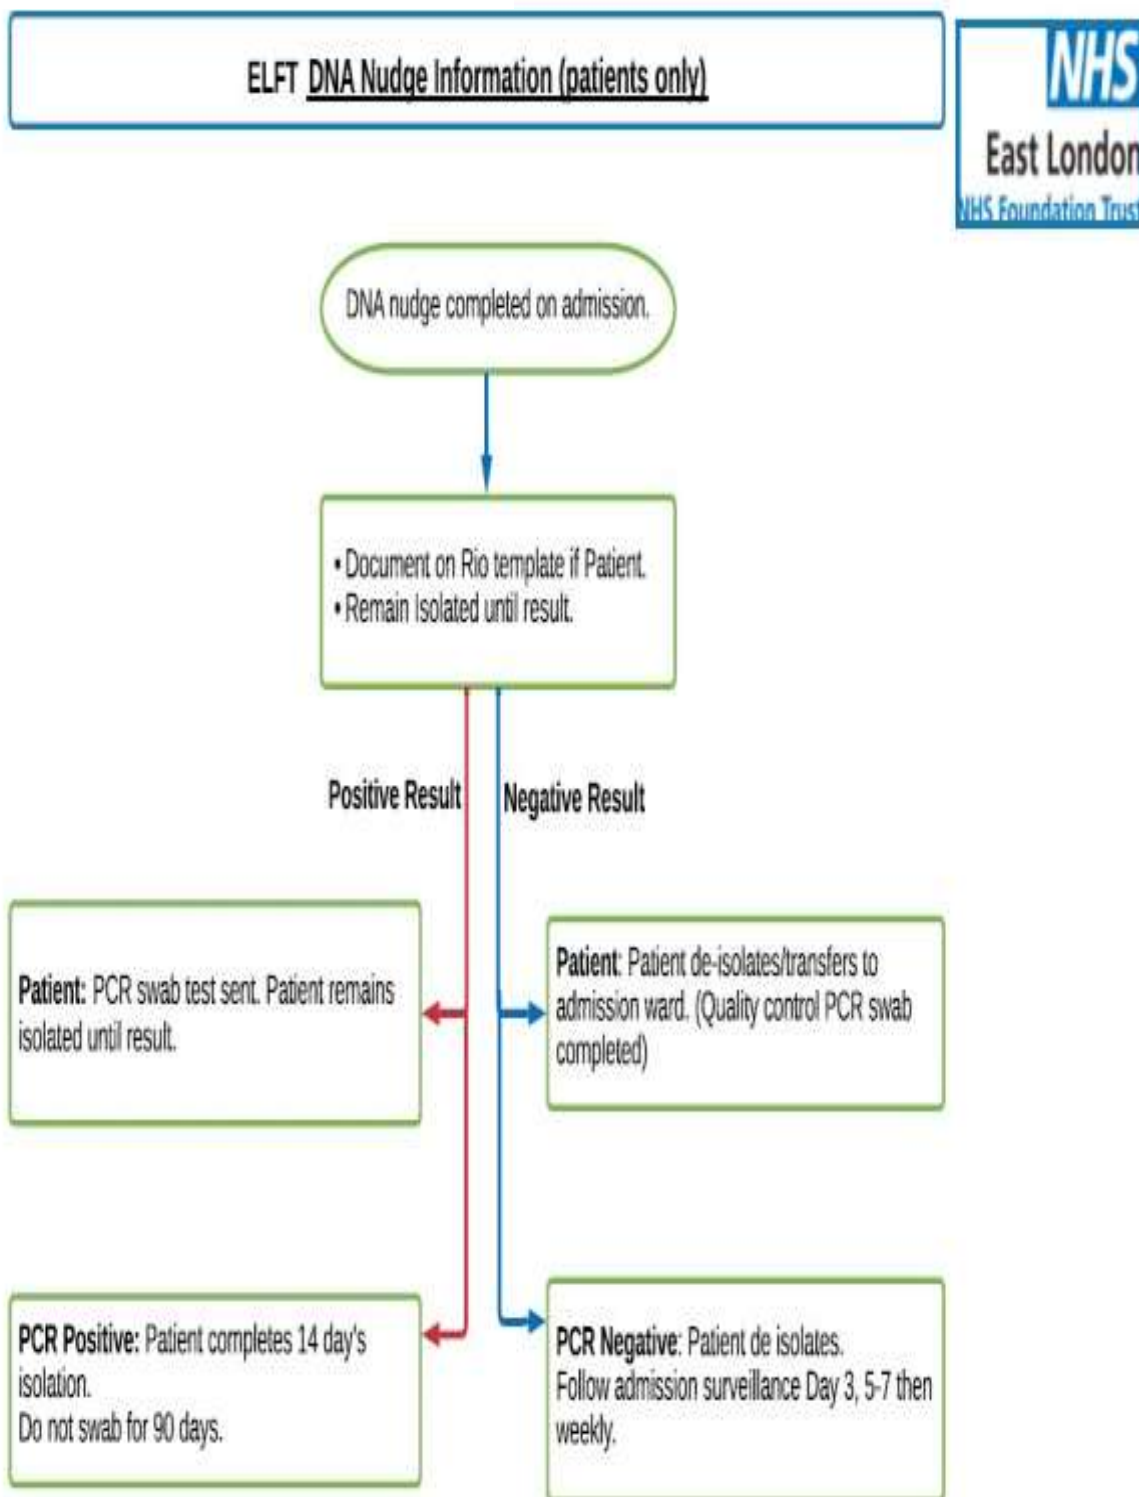 ELFT DNA Nudge Information (patients only)
NHS
East London
NHS Foundation Trust
DNA nudge completed on admission.
• Document on Rio template if Patient.
• Remain Isolated until result.
Positive Result
Negative Result
Patient: PCR swab test sent. Patient remains
isolated until result.
Patient: Patient de-isolates/transfers to
admission ward. (Quality control PCR swab
completed)
PCR Positive: Patient completes 14 day's
isolation.
Do not swab for 90 days.
PCR Negative: Patient de isolates.
Follow admission surveillance Day 3, 5-7 then
weekly.